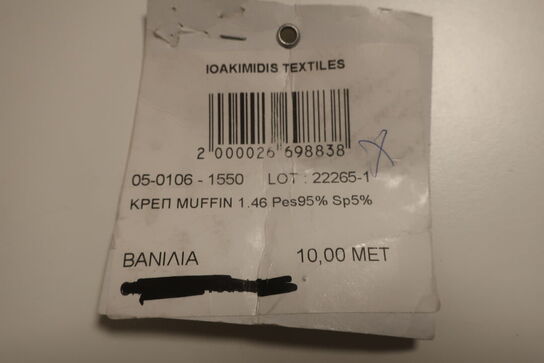 IOAKIMIDIS TEXTILES
2 000026 698838
05-0106 - 1550 LOT : 22265-1
ΚΡΕΠ MUFFIN 1.46 Pes95% Sp5%
ΒΑΝΙΛΙΑ 10,00 ΜΕΤ